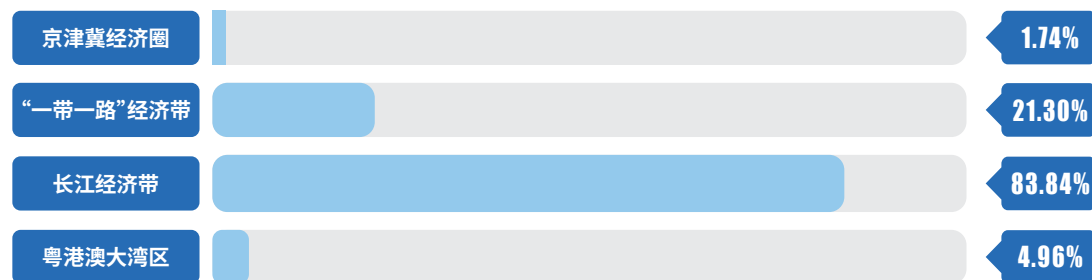 京津冀经济圈 1.74%
“一带一路”经济带 21.30%
长江经济带 83.84%
粤港澳大湾区 4.96%